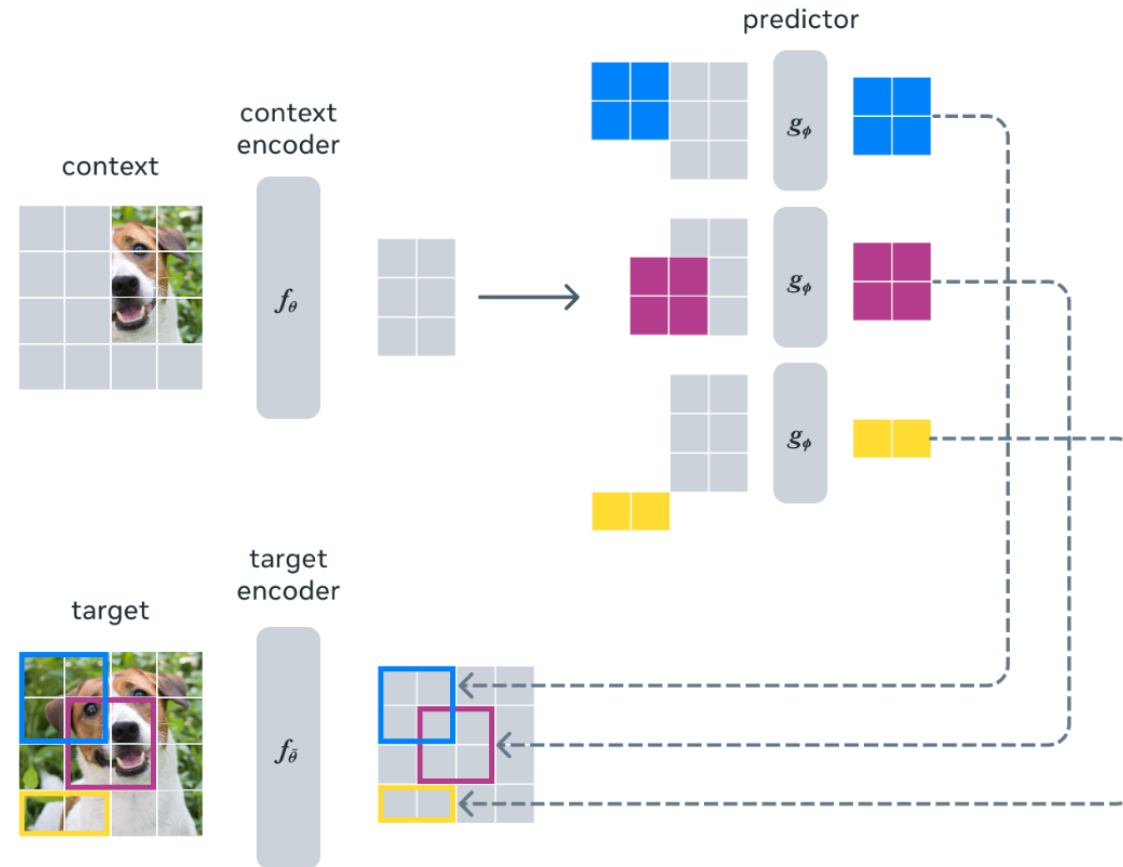 predictor
context
encoder
context
g_ϕ
f_θ
g_ϕ
g_ϕ
target
encoder
target
f_θ̄